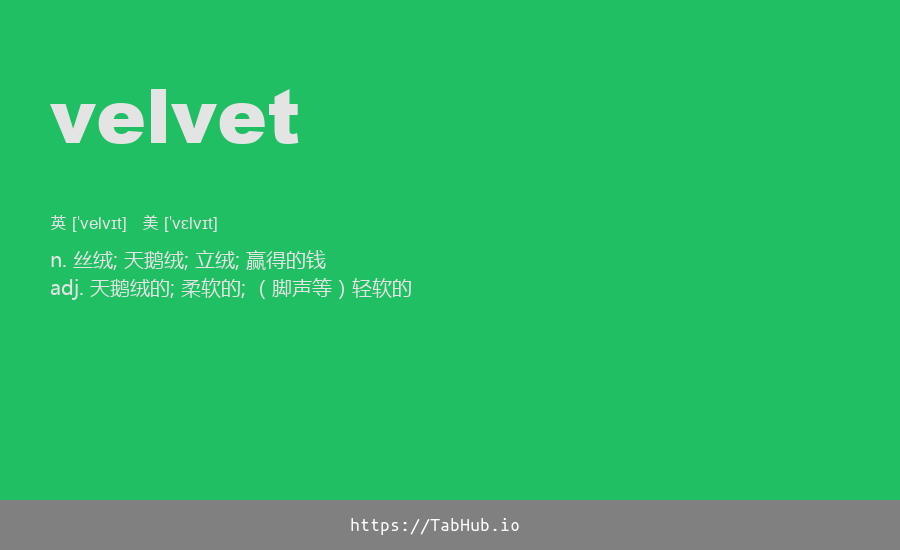 velvet
英 ['velvɪt]   美 ['vɛlvɪt]
n. 丝绒; 天鹅绒; 立绒; 赢得的钱
adj. 天鹅绒的; 柔软的; （脚声等）轻软的
https://TabHub.io